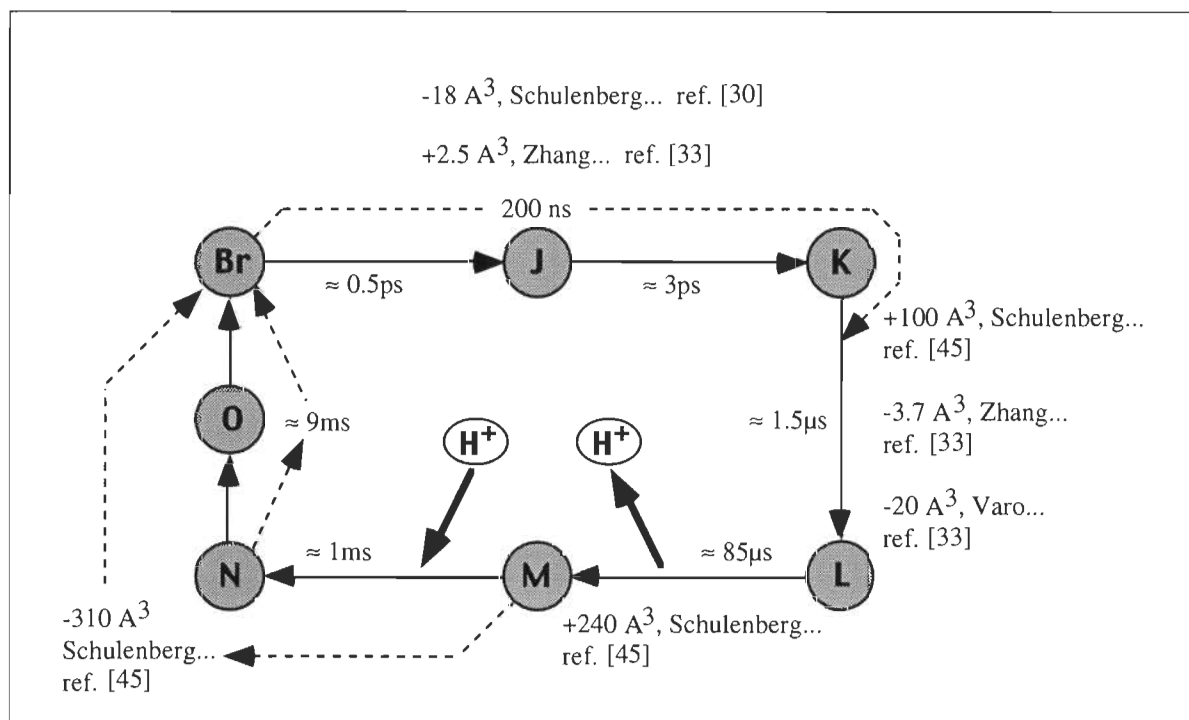 -18 A³, Schulenberg... ref. [30]
+2.5 A³, Zhang... ref. [33]
200 ns
Br
J
K
≈ 0.5ps
≈ 3ps
+100 A³, Schulenberg...
ref. [45]
O
≈ 9ms
H⁺
H⁺
≈ 1.5µs
-3.7 A³, Zhang...
ref. [33]
-20 A³, Varo...
ref. [33]
N
≈ 1ms
M
≈ 85µs
L
-310 A³
Schulenberg...
ref. [45]
+240 A³, Schulenberg...
ref. [45]